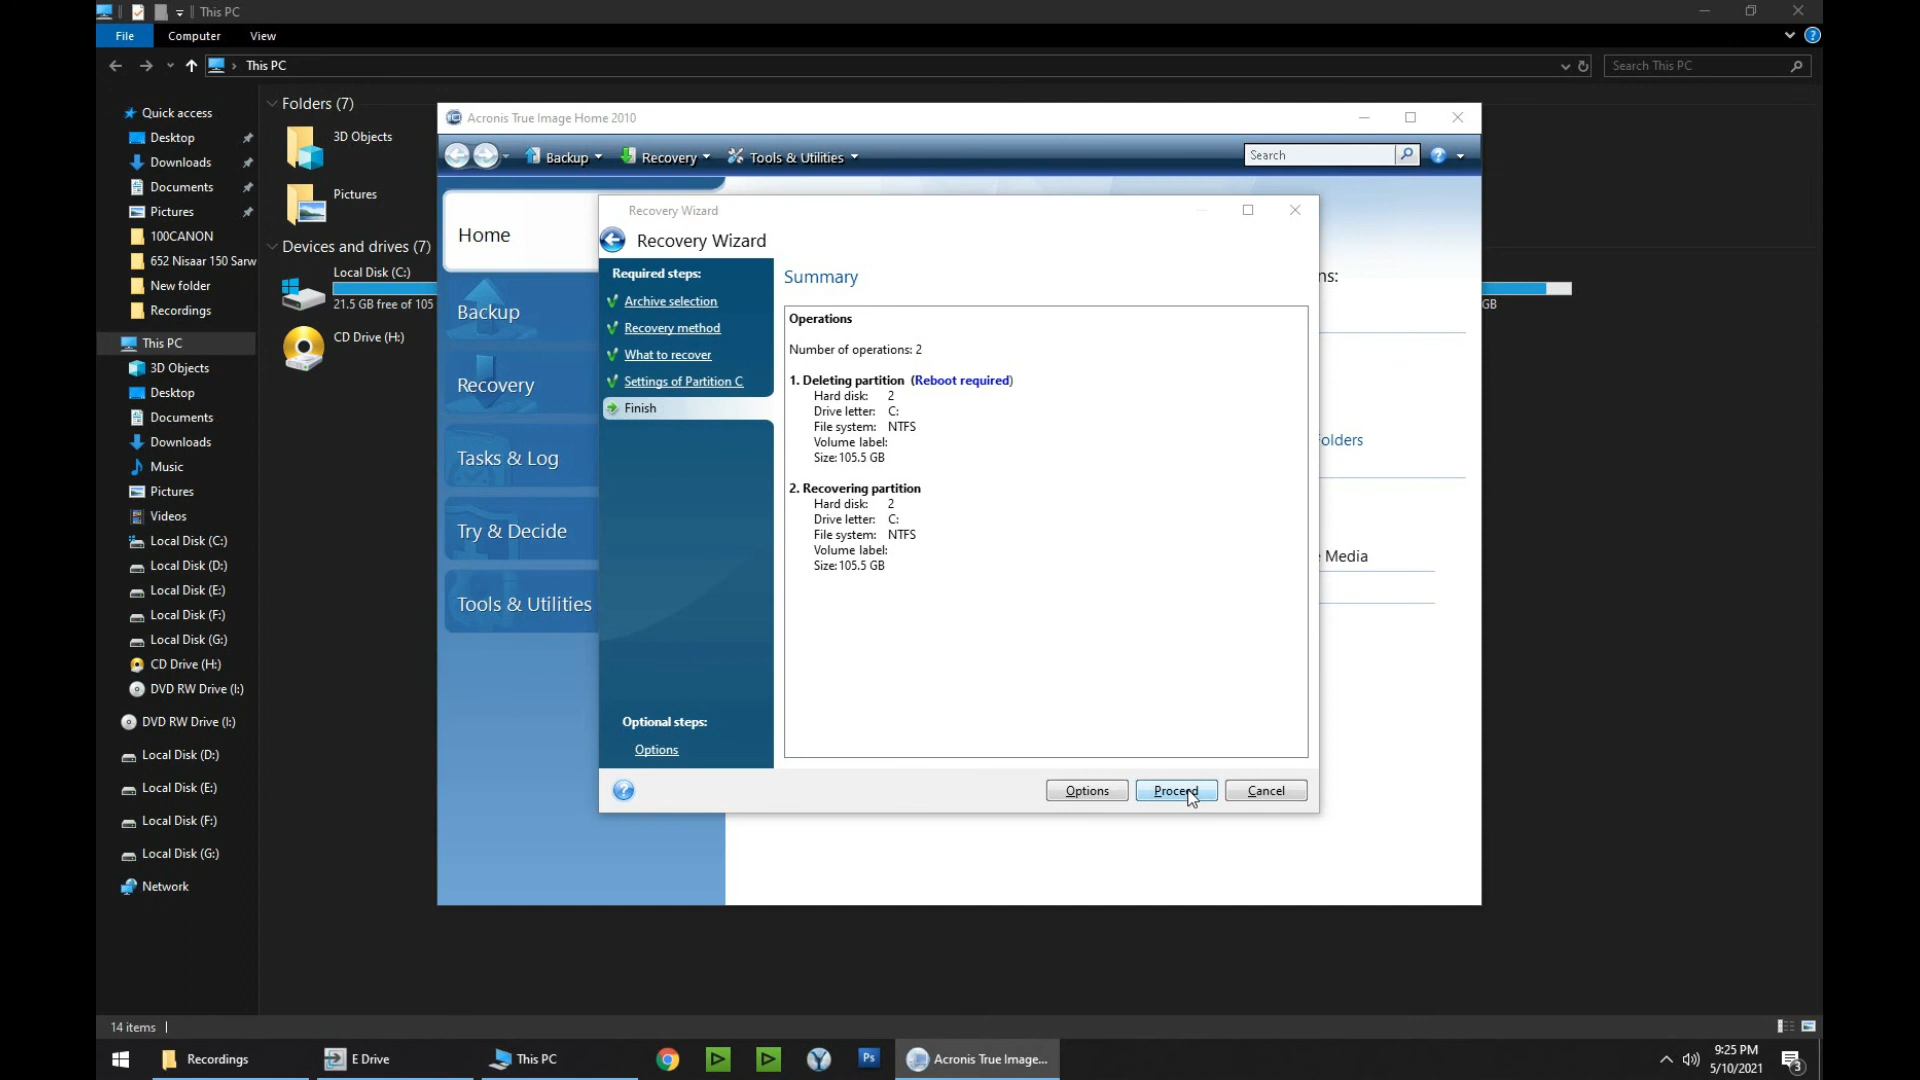 This PC
File
Computer
View
This PC
Search This PC
Quick access
Desktop
Downloads
Documents
Pictures
100CANON
652 Nisaar 150 Sarw
New folder
Recordings
This PC
3D Objects
Desktop
Documents
Downloads
Music
Pictures
Videos
Local Disk (C:)
Local Disk (D:)
Local Disk (E:)
Local Disk (F:)
Local Disk (G:)
CD Drive (H:)
DVD RW Drive (I:)
DVD RW Drive (I:)
Local Disk (D:)
Local Disk (E:)
Local Disk (F:)
Local Disk (G:)
Network
Folders (7)
3D Objects
Pictures
Devices and drives (7)
Local Disk (C:)
21.5 GB free of 105
CD Drive (H:)
GB
Acronis True Image Home 2010
Backup
Recovery
Tools & Utilities
Search
Home
Backup
Recovery
Tasks & Log
Try & Decide
Tools & Utilities
ns:
olders
Media
Recovery Wizard
Recovery Wizard
Required steps:
Archive selection
Recovery method
What to recover
Settings of Partition C
Finish
Optional steps:
Options
Summary
Operations
Number of operations: 2
1. Deleting partition (Reboot required)
Hard disk: 2
Drive letter: C:
File system: NTFS
Volume label:
Size: 105.5 GB
2. Recovering partition
Hard disk: 2
Drive letter: C:
File system: NTFS
Volume label:
Size: 105.5 GB
Options
Proceed
Cancel
14 items
Recordings
E Drive
This PC
Ps
Acronis True Image...
9:25 PM
5/10/2021
3